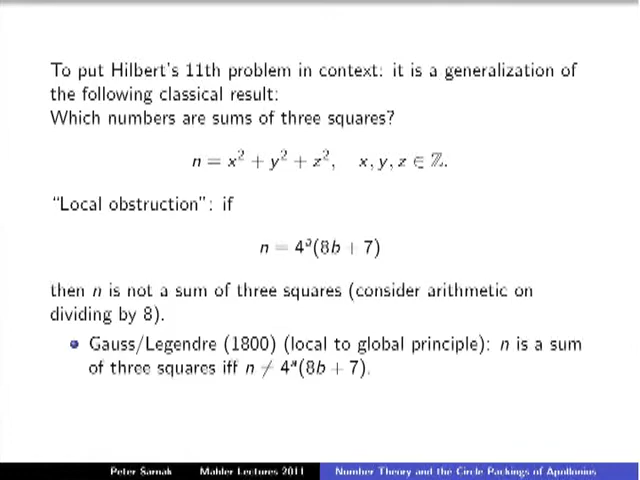 To put Hilbert's 11th problem in context: it is a generalization of
the following classical result:
Which numbers are sums of three squares?
n = x² + y² + z²,   x, y, z ∈ ℤ.
"Local obstruction": if
n = 4ᵃ(8b + 7)
then n is not a sum of three squares (consider arithmetic on
dividing by 8).
• Gauss/Legendre (1800) (local to global principle): n is a sum
of three squares iff n ≠ 4ᵃ(8b + 7).
Peter Sarnak   Mahler Lectures 2011   Number Theory and the Circle Packings of Apollonius